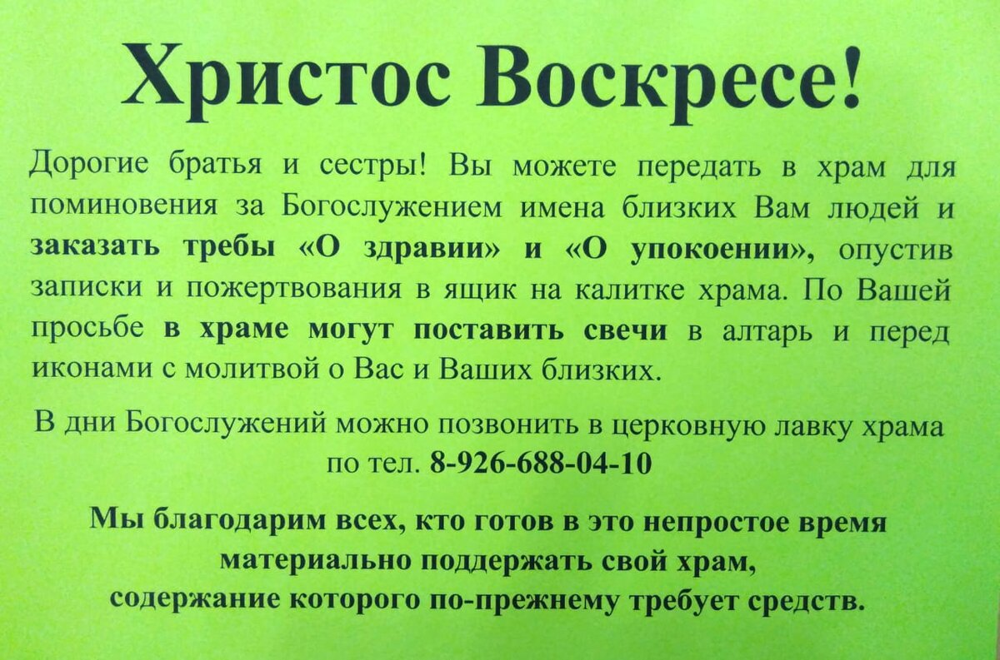 Христос Воскресе!
Дорогие братья и сестры! Вы можете передать в храм для
поминовения за Богослужением имена близких Вам людей и
заказать требы «О здравии» и «О упокоении», опустив
записки и пожертвования в ящик на калитке храма. По Вашей
просьбе в храме могут поставить свечи в алтарь и перед
иконами с молитвой о Вас и Ваших близких.
В дни Богослужений можно позвонить в церковную лавку храма
по тел. 8-926-688-04-10
Мы благодарим всех, кто готов в это непростое время
материально поддержать свой храм,
содержание которого по-прежнему требует средств.